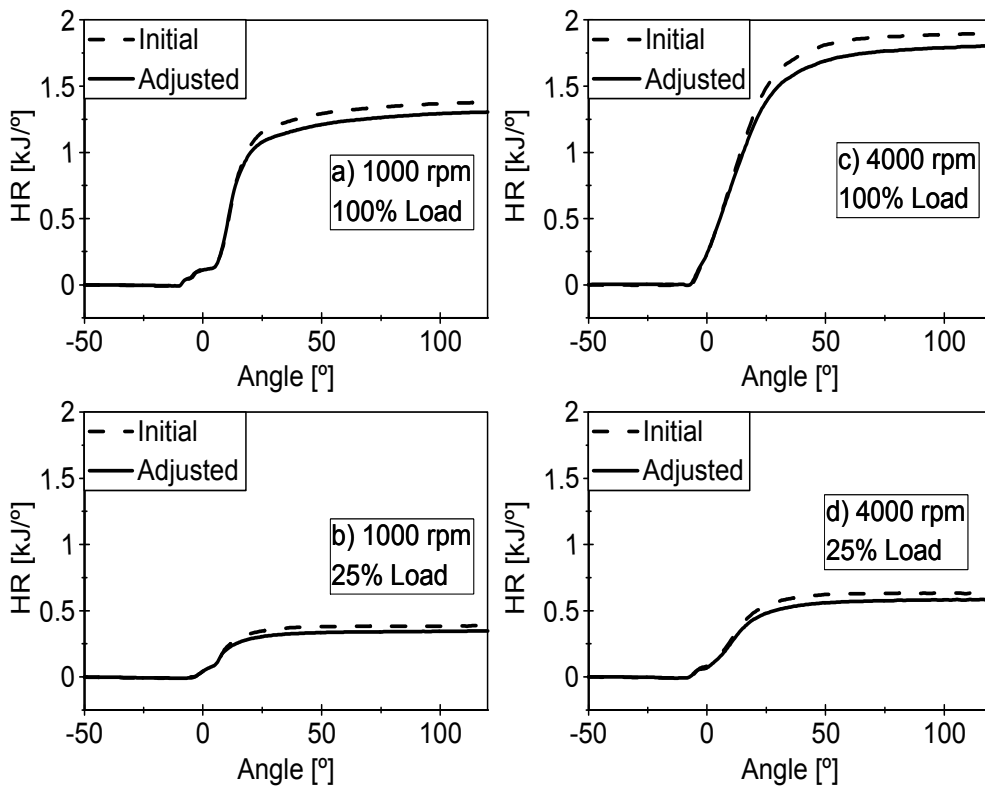 2
1.5
1
0.5
0
HR [kJ/º]
Initial
Adjusted
a) 1000 rpm
100% Load
-50 0 50 100
Angle [º]
2
1.5
1
0.5
0
HR [kJ/º]
Initial
Adjusted
c) 4000 rpm
100% Load
-50 0 50 100
Angle [º]
2
1.5
1
0.5
0
HR [kJ/º]
Initial
Adjusted
b) 1000 rpm
25% Load
-50 0 50 100
Angle [º]
2
1.5
1
0.5
0
HR [kJ/º]
Initial
Adjusted
d) 4000 rpm
25% Load
-50 0 50 100
Angle [º]